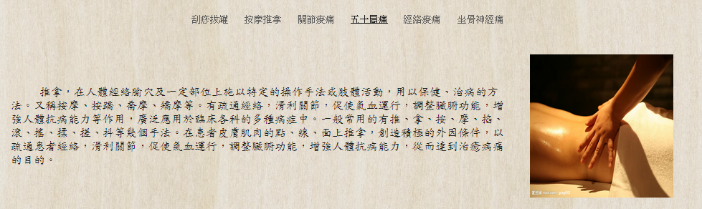 刮痧拔罐 按摩推拿 關節痠痛 五十肩痛 經絡痠痛 坐骨神經痛
推拿,在人體經絡腧穴及一定部位上施以特定的操作手法或肢體活動,用以保健、治病的方
法。又稱按摩、按蹻、喬摩、矯摩等。有疏通經絡,滑利關節,促使氣血運行,調整臟腑功能,增
強人體抗病能力等作用,廣泛應用於臨床各科的多種病症中。一般常用的有推、拿、按、摩、掐、
滾、搖、揉、搓、抖等幾個手法。在患者皮膚肌肉的點、線、面上推拿,創造積極的外因條件,以
疏通患者經絡,滑利關節,促使氣血運行,調整臟腑功能,增強人體抗病能力,從而達到治癒病痛
的目的。